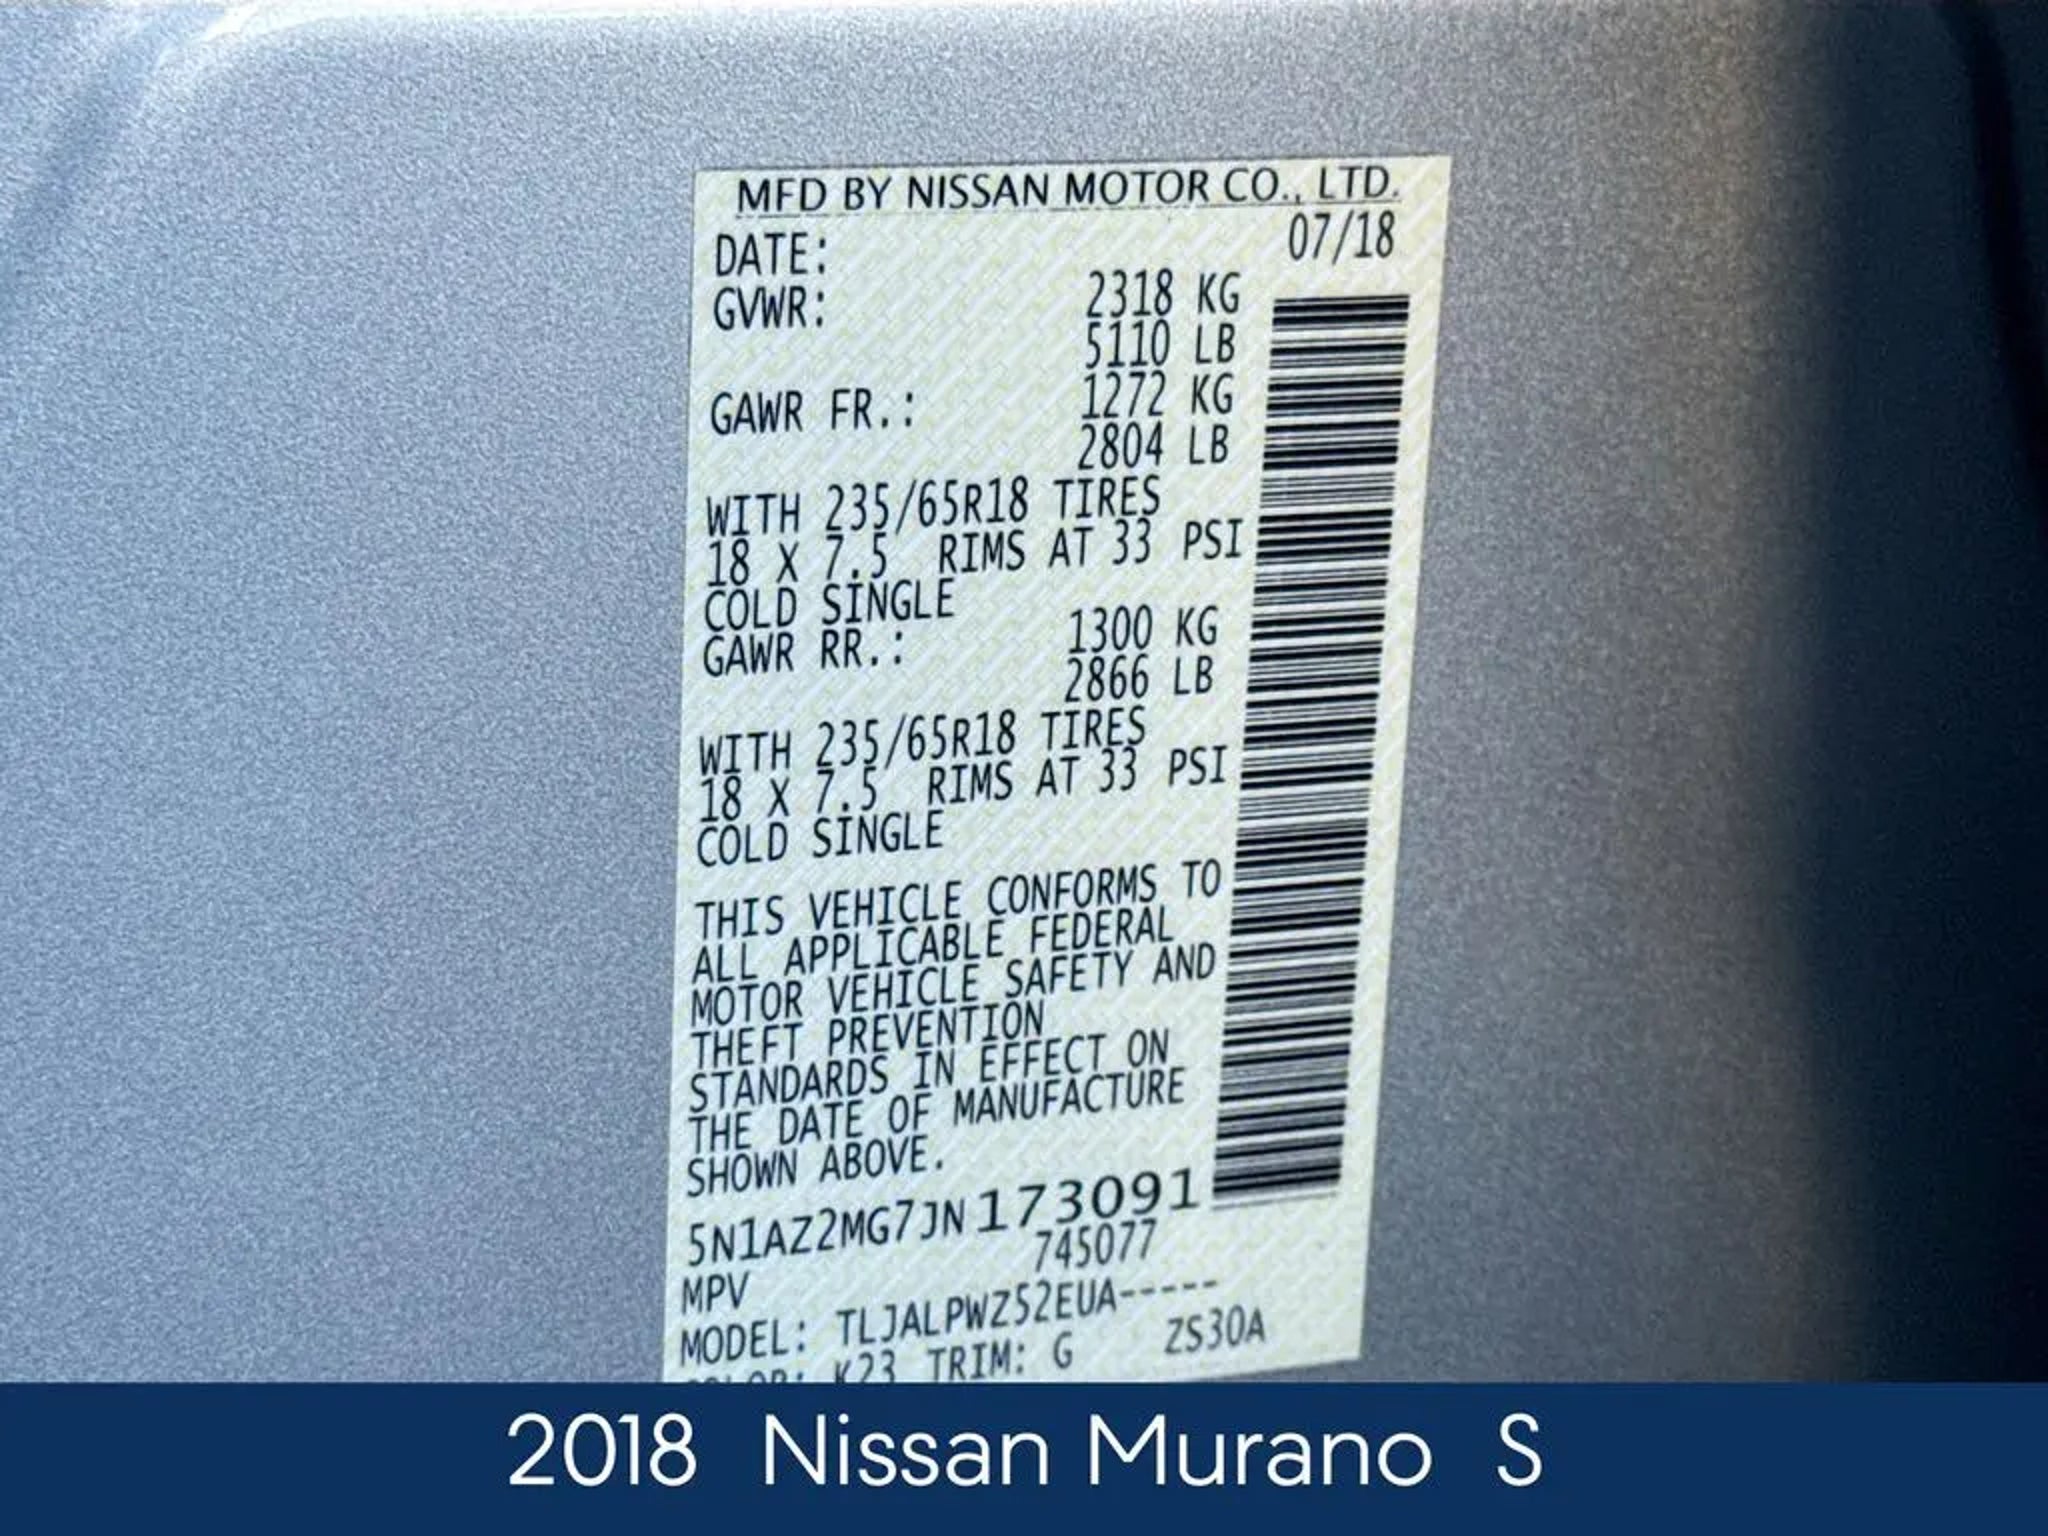 MFD BY NISSAN MOTOR CO., LTD.
DATE: 07/18
GVWR: 2318 KG
5110 LB
GAWR FR.: 1272 KG
2804 LB
WITH 235/65R18 TIRES
18 X 7.5 RIMS AT 33 PSI
COLD SINGLE
GAWR RR.: 1300 KG
2866 LB
WITH 235/65R18 TIRES
18 X 7.5 RIMS AT 33 PSI
COLD SINGLE
THIS VEHICLE CONFORMS TO
ALL APPLICABLE FEDERAL
MOTOR VEHICLE SAFETY AND
THEFT PREVENTION
STANDARDS IN EFFECT ON
THE DATE OF MANUFACTURE
SHOWN ABOVE.
5N1AZ2MG7JN173091
745077
MPV
MODEL: TLJALPWZ52EUA-----
COLOR: K23 TRIM: G ZS30A
2018 Nissan Murano S